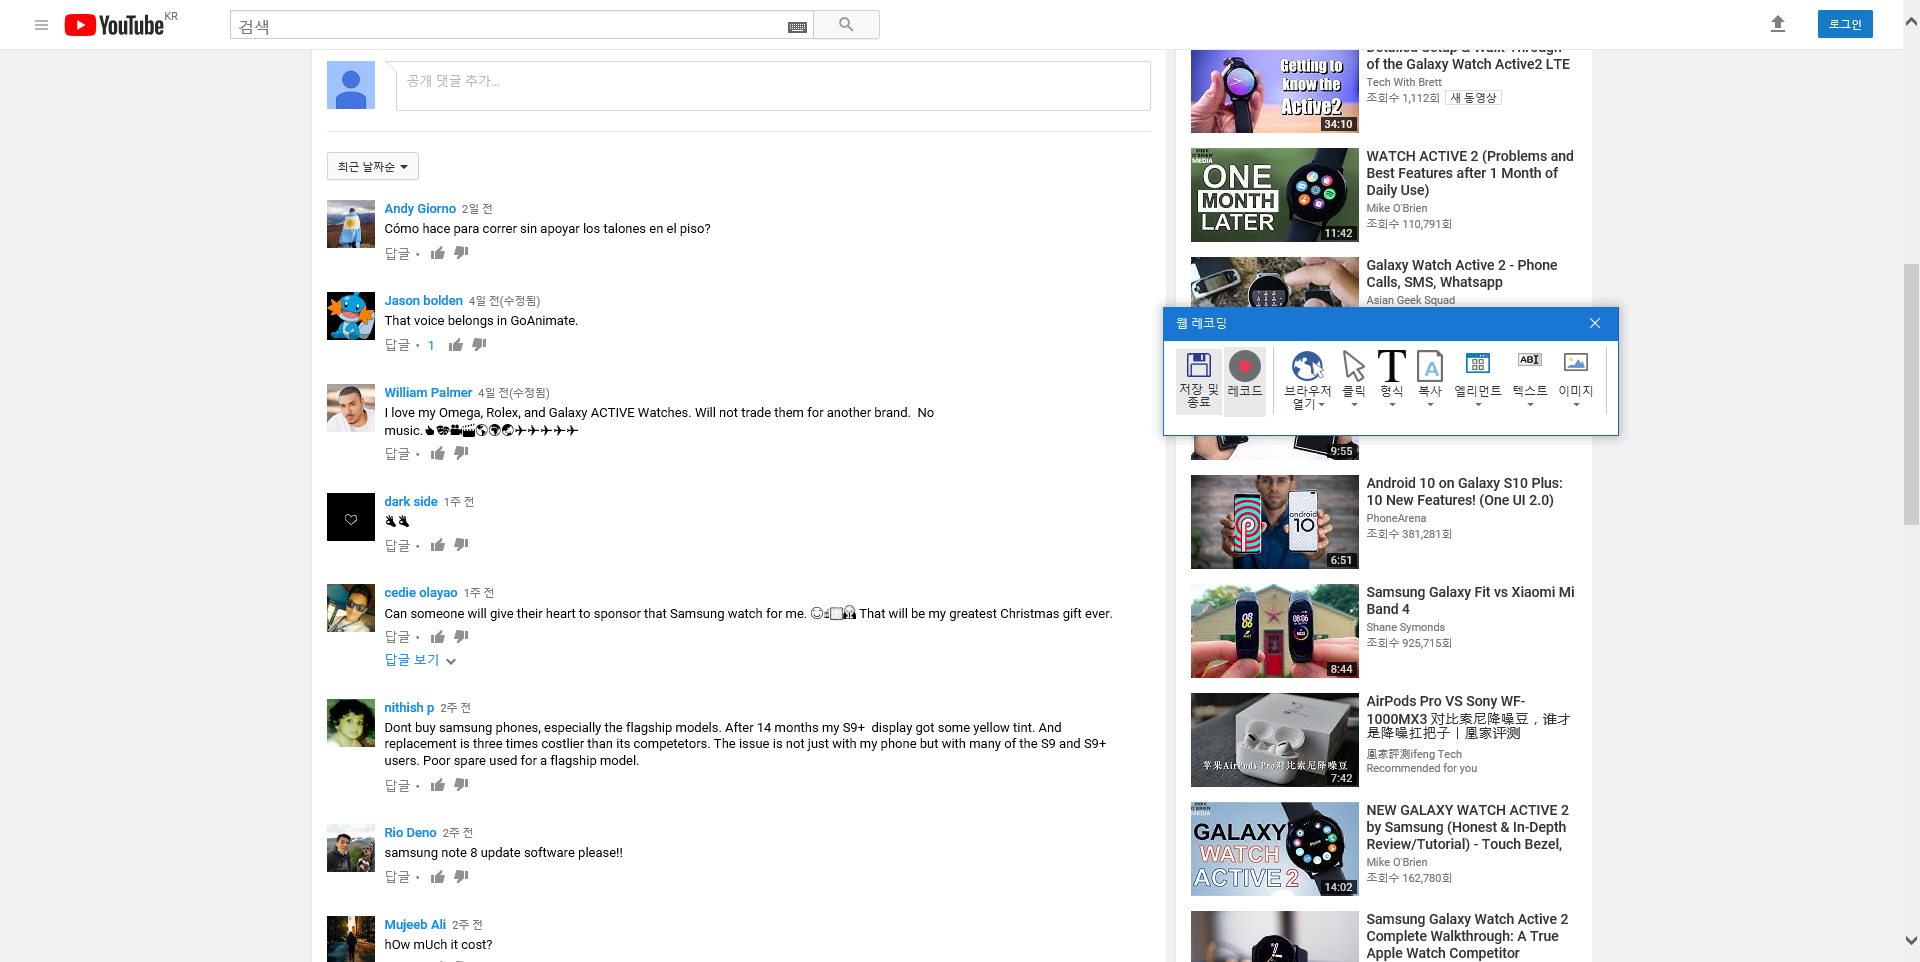 YouTube KR
검색
로그인
공개 댓글 추가...
최근 날짜순
Andy Giorno 2일 전
Cómo hace para correr sin apoyar los talones en el piso?
답글
Jason bolden 4일 전(수정됨)
That voice belongs in GoAnimate.
답글 1
William Palmer 4일 전(수정됨)
I love my Omega, Rolex, and Galaxy ACTIVE Watches. Will not trade them for another brand.  No
music.
답글
dark side 1주 전
답글
cedie olayao 1주 전
Can someone will give their heart to sponsor that Samsung watch for me. That will be my greatest Christmas gift ever.
답글
답글 보기
nithish p 2주 전
Dont buy samsung phones, especially the flagship models. After 14 months my S9+  display got some yellow tint. And
replacement is three times costlier than its competetors. The issue is not just with my phone but with many of the S9 and S9+
users. Poor spare used for a flagship model.
답글
Rio Deno 2주 전
samsung note 8 update software please!!
답글
Mujeeb Ali 2주 전
hOw mUch it cost?
Getting to
know the
Active2
34:10
Detailed Setup & Walk-Through
of the Galaxy Watch Active2 LTE
Tech With Brett
조회수 1,112회 새 동영상
MIKE
O'BRIEN
MEDIA
ONE
MONTH
LATER
11:42
WATCH ACTIVE 2 (Problems and
Best Features after 1 Month of
Daily Use)
Mike O'Brien
조회수 110,791회
Galaxy Watch Active 2 - Phone
Calls, SMS, Whatsapp
Asian Geek Squad
웹 레코딩
저장 및
종료
레코드
브라우저
열기
클릭
형식
복사
엘리먼트
텍스트
이미지
9:55
android
10
6:51
Android 10 on Galaxy S10 Plus:
10 New Features! (One UI 2.0)
PhoneArena
조회수 381,281회
8:44
Samsung Galaxy Fit vs Xiaomi Mi
Band 4
Shane Symonds
조회수 925,715회
苹果AirPods Pro对比索尼降噪豆
7:42
AirPods Pro VS Sony WF-
1000MX3 对比索尼降噪豆，谁才
是降噪扛把子丨凰家评测
凰家評測ifeng Tech
Recommended for you
MIKE
O'BRIEN
MEDIA
GALAXY
WATCH
ACTIVE 2
14:02
NEW GALAXY WATCH ACTIVE 2
by Samsung (Honest & In-Depth
Review/Tutorial) - Touch Bezel,
Mike O'Brien
조회수 162,780회
Samsung Galaxy Watch Active 2
Complete Walkthrough: A True
Apple Watch Competitor